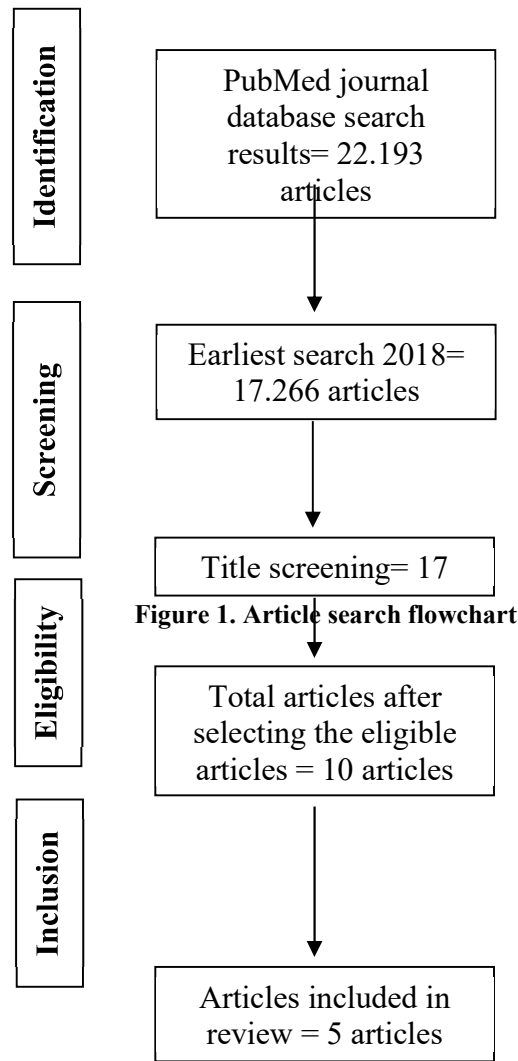 Identification
PubMed journal
database search
results= 22.193
articles
Screening
Earliest search 2018=
17.266 articles
Title screening= 17
Figure 1. Article search flowchart
Eligibility
Total articles after
selecting the eligible
articles = 10 articles
Inclusion
Articles included in
review = 5 articles